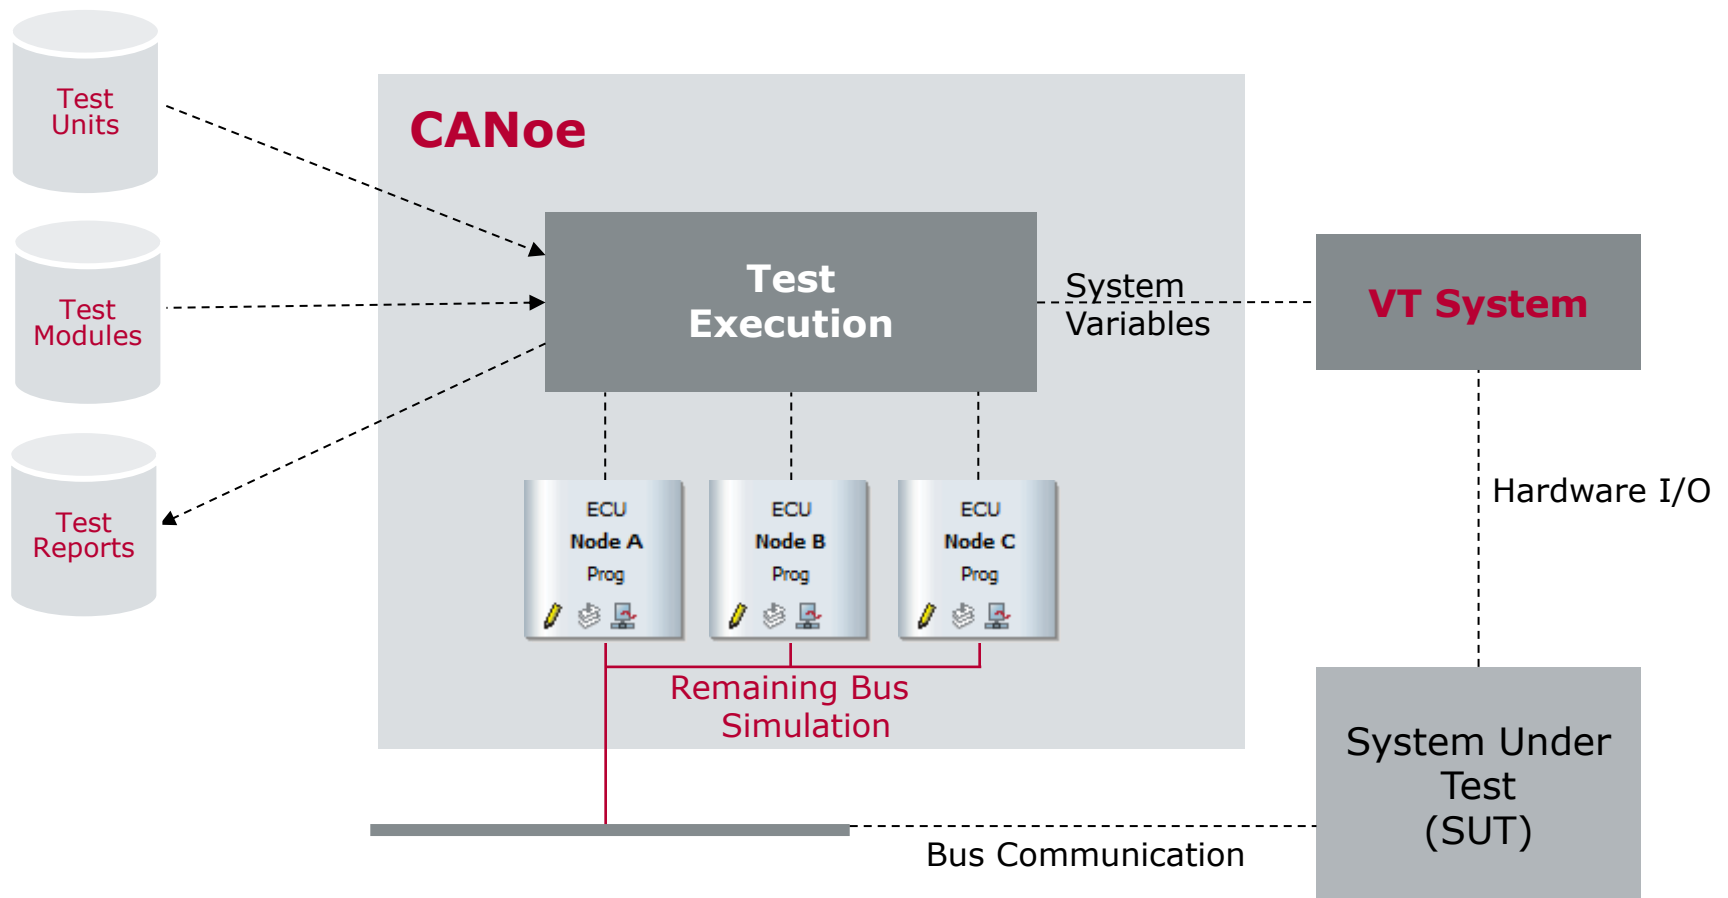 Test
Units
CANoe
Test
Modules
Test
Execution
System
Variables
VT System
Test
Reports
ECU
Node A
Prog
ECU
Node B
Prog
ECU
Node C
Prog
Hardware I/O
Remaining Bus
Simulation
System Under
Test
(SUT)
Bus Communication